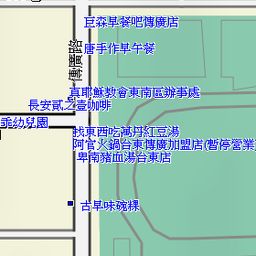 巨森早餐吧傳廣店
唐手作早午餐
傳廣路
真耶穌教會東南區辦事處
長安貳之壹咖啡
乖幼兒園
找東西吃萬丹紅豆湯
阿官火鍋台東傳廣加盟店(暫停營業)
卑南豬血湯台東店
古早味碗粿